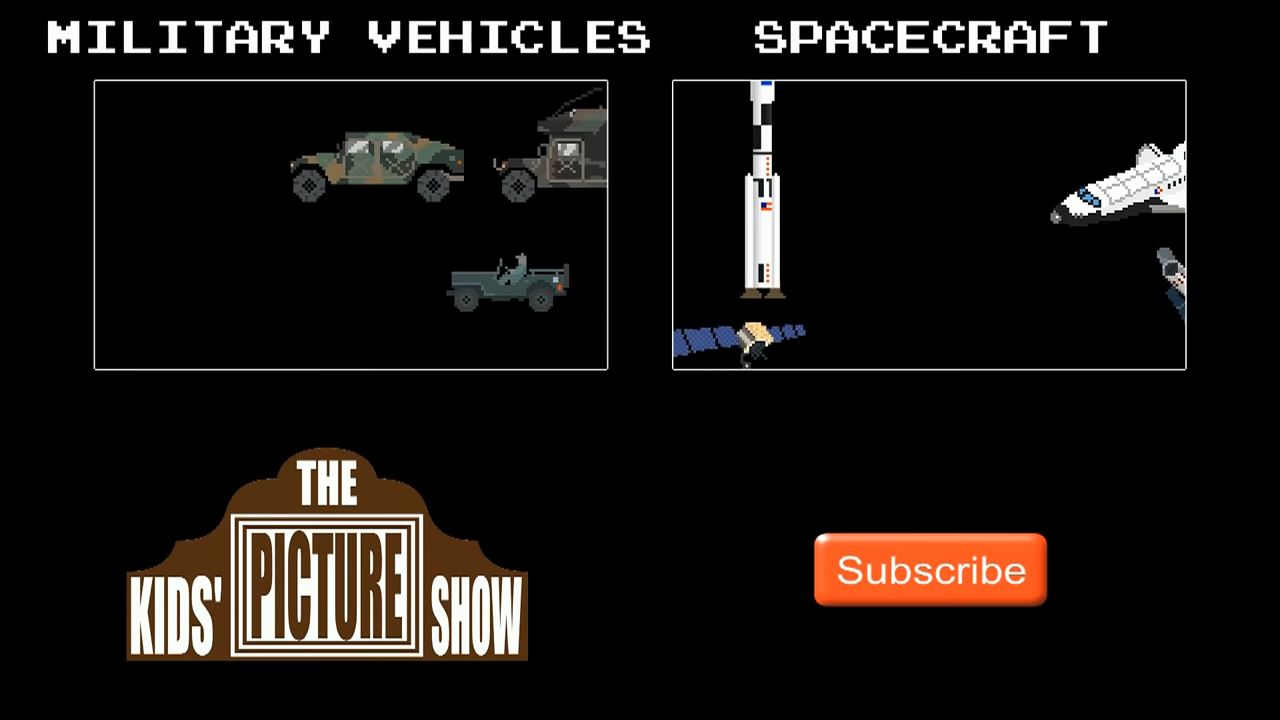 MILITARY VEHICLES
SPACECRAFT
THE
KIDS' PICTURE SHOW
Subscribe